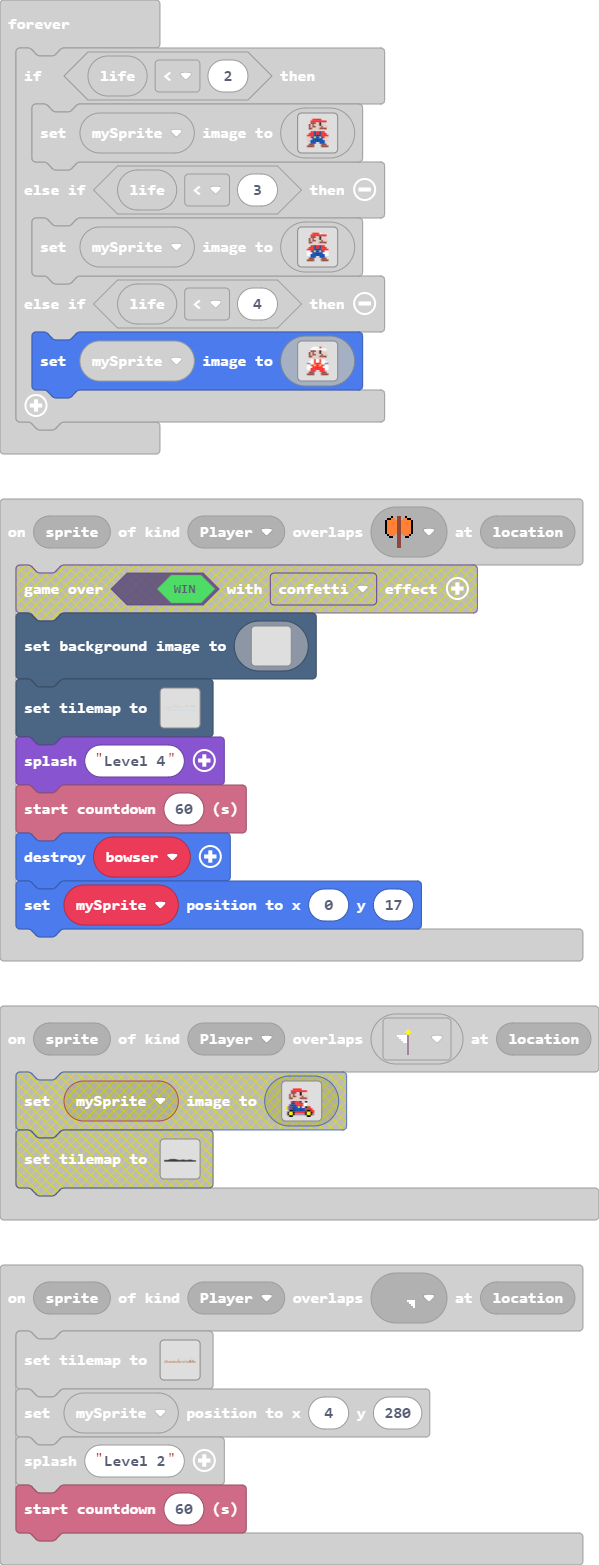 forever
if life < 2 then
set mySprite image to
else if life < 3 then
set mySprite image to
else if life < 4 then
set mySprite image to
on sprite of kind Player overlaps at location
game over WIN with confetti effect
set background image to
set tilemap to
splash "Level 4"
start countdown 60 (s)
destroy bowser
set mySprite position to x 0 y 17
on sprite of kind Player overlaps at location
set mySprite image to
set tilemap to
on sprite of kind Player overlaps at location
set tilemap to
set mySprite position to x 4 y 280
splash "Level 2"
start countdown 60 (s)